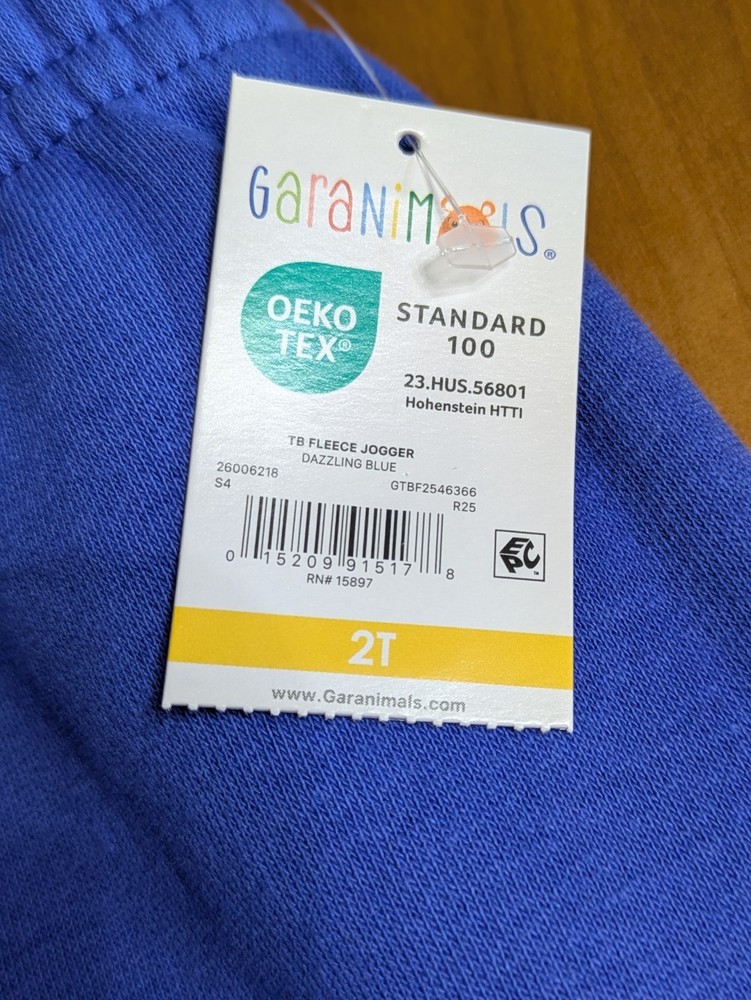 Garanimals®
OEKO
TEX®
STANDARD
100
23.HUS.56801
Hohenstein HTTI
TB FLEECE JOGGER
DAZZLING BLUE
26006218
GTBF2546366
S4
R25
0 15209 91517 8
RN# 15897
EPC™
2T
www.Garanimals.com